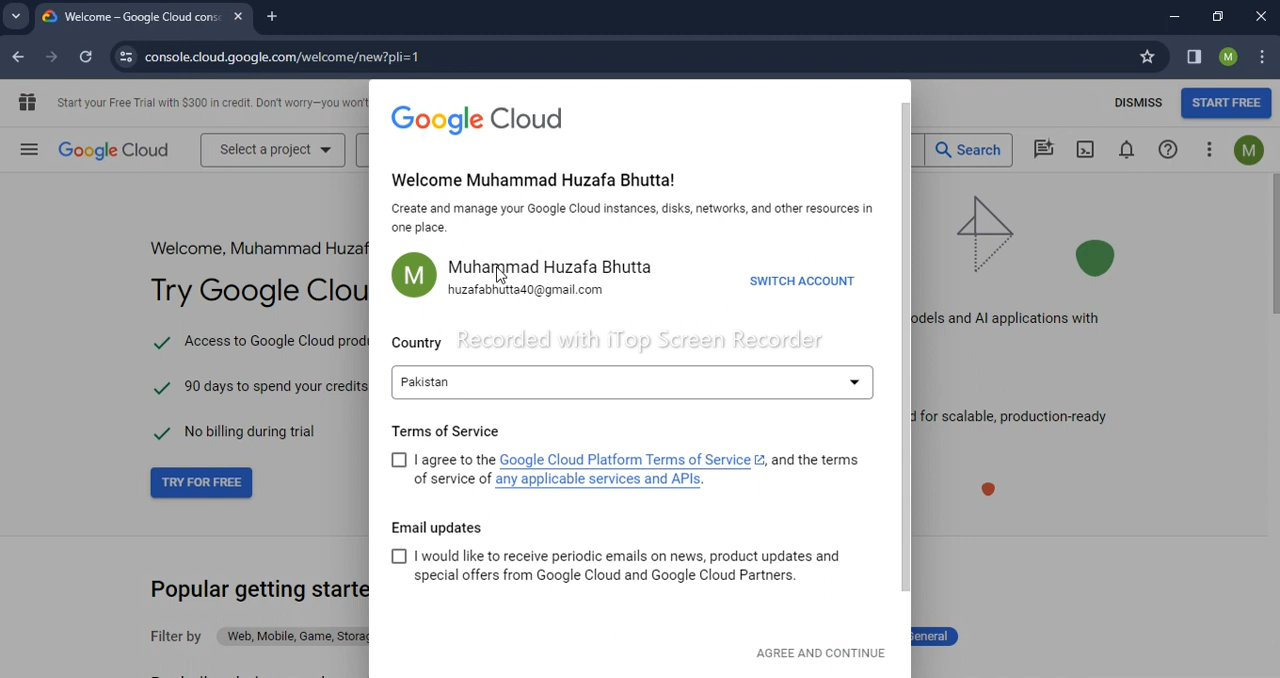 Welcome – Google Cloud cons
console.cloud.google.com/welcome/new?pli=1
Start your Free Trial with $300 in credit. Don't worry—you won't
DISMISS
START FREE
Google Cloud
Select a project
Search
M
Google Cloud
Welcome Muhammad Huzafa Bhutta!
Create and manage your Google Cloud instances, disks, networks, and other resources in
one place.
M
Muhammad Huzafa Bhutta
huzafabhutta40@gmail.com
SWITCH ACCOUNT
Recorded with iTop Screen Recorder
Country
Pakistan
Terms of Service
I agree to the Google Cloud Platform Terms of Service, and the terms
of service of any applicable services and APIs.
Email updates
I would like to receive periodic emails on news, product updates and
special offers from Google Cloud and Google Cloud Partners.
AGREE AND CONTINUE
Welcome, Muhammad Huzaf
Try Google Clou
Access to Google Cloud prod
90 days to spend your credits
No billing during trial
TRY FOR FREE
odels and AI applications with
d for scalable, production-ready
Popular getting starte
Filter by
Web, Mobile, Game, Storag
eneral